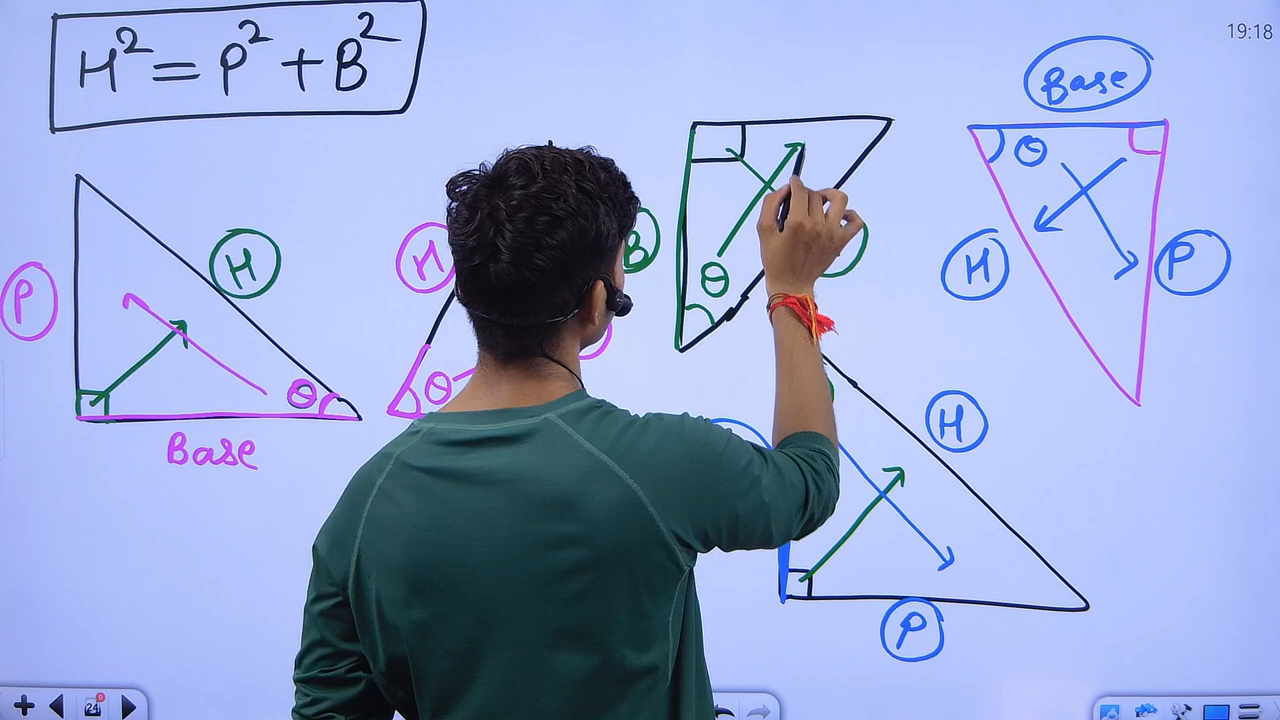 H² = P² + B²
19:18
Base
P
H
θ
Base
H
θ
B
θ
θ
H
P
H
P
24